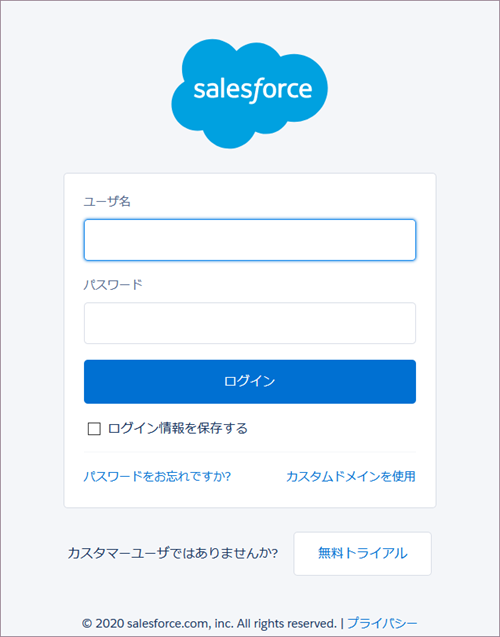 salesforce
ユーザ名
パスワード
ログイン
ログイン情報を保存する
パスワードをお忘れですか?
カスタムドメインを使用
カスタマーユーザではありませんか?
無料トライアル
© 2020 salesforce.com, inc. All rights reserved. | プライバシー